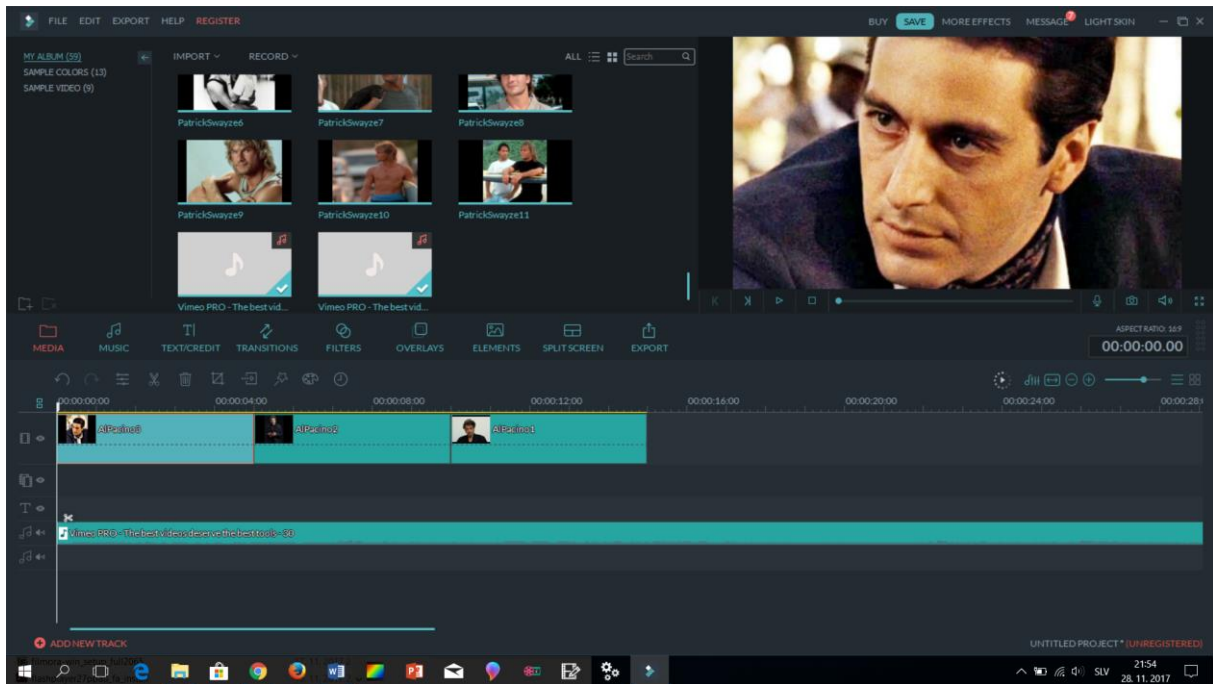 FILE EDIT EXPORT HELP REGISTER
BUY SAVE MORE EFFECTS MESSAGE 7 LIGHT SKIN
MY ALBUM (59)
SAMPLE COLORS (13)
SAMPLE VIDEO (9)
IMPORT RECORD ALL Search
PatrickSwayze6 PatrickSwayze7 PatrickSwayze8
PatrickSwayze9 PatrickSwayze10 PatrickSwayze11
Vimeo PRO - The best vid... Vimeo PRO - The best vid...
MEDIA MUSIC TEXT/CREDIT TRANSITIONS FILTERS OVERLAYS ELEMENTS SPLIT SCREEN EXPORT
ASPECT RATIO: 16:9
00:00:00.00
00:00:00:00 00:00:04:00 00:00:08:00 00:00:12:00 00:00:16:00 00:00:20:00 00:00:24:00 00:00:28:
AlPacino3 AlPacino2 AlPacino1
Vimeo PRO - The best videos deserve the best tools - SD
ADD NEW TRACK
UNTITLED PROJECT * (UNREGISTERED)
SLV
21:54
28. 11. 2017